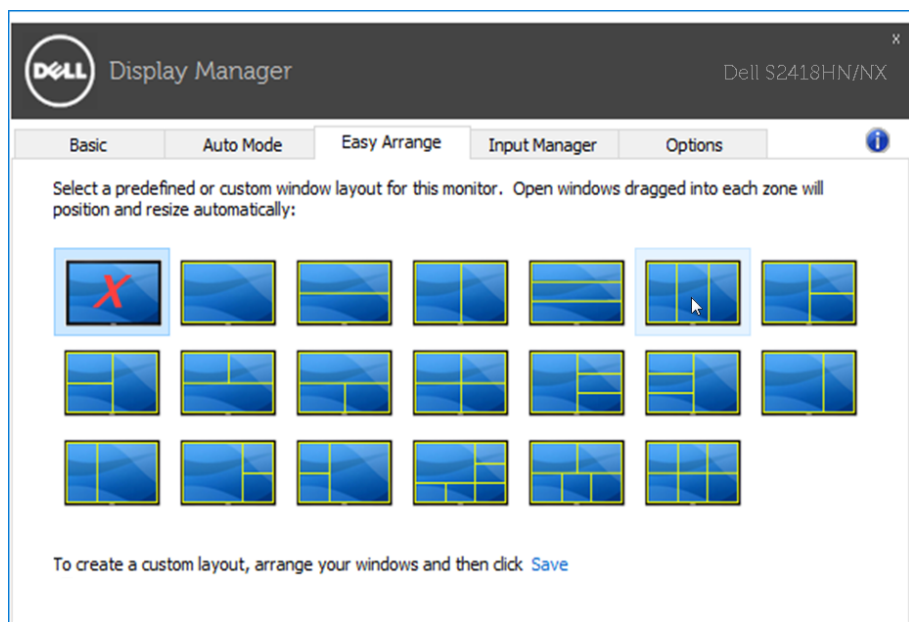 x
DELL Display Manager Dell S2418HN/NX
Basic Auto Mode Easy Arrange Input Manager Options
Select a predefined or custom window layout for this monitor. Open windows dragged into each zone will
position and resize automatically:
X
To create a custom layout, arrange your windows and then click Save